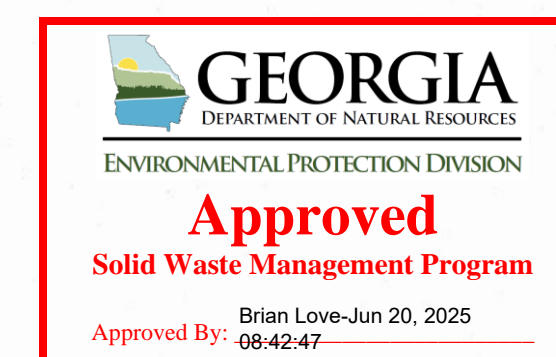 GEORGIA
DEPARTMENT OF NATURAL RESOURCES
ENVIRONMENTAL PROTECTION DIVISION
Approved
Solid Waste Management Program
Brian Love-Jun 20, 2025
Approved By: 08:42:47